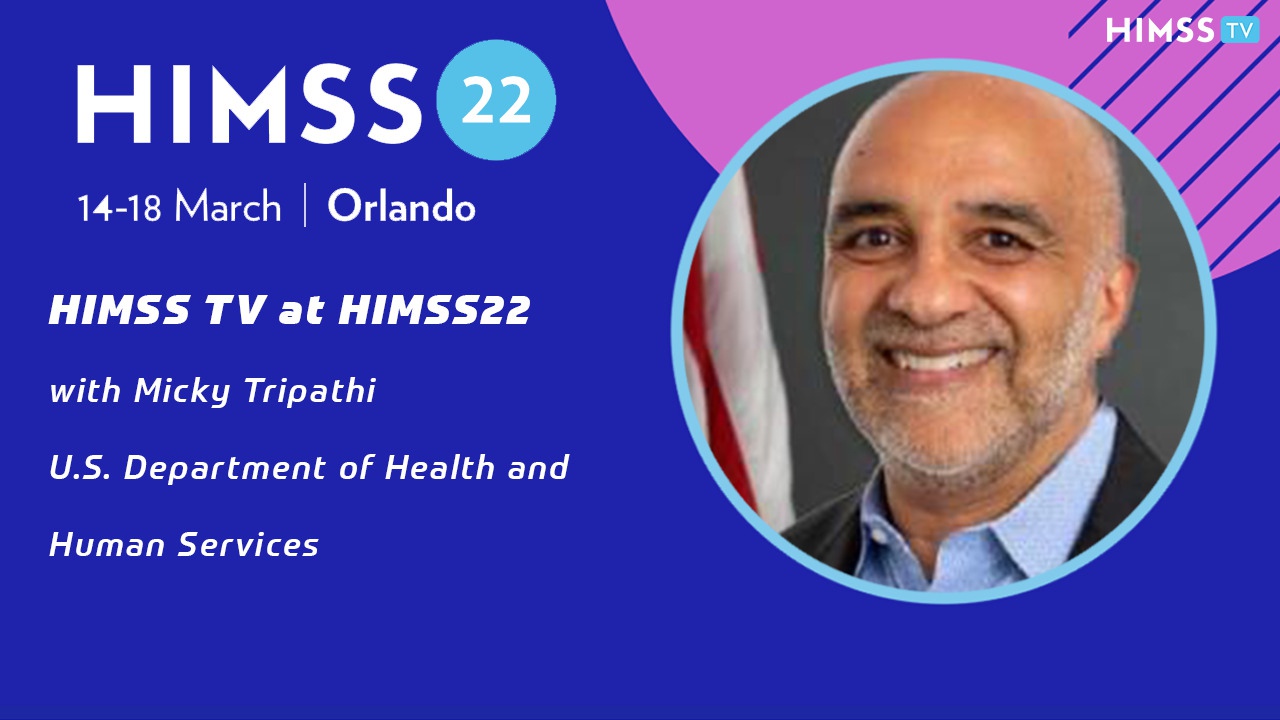 HIMSS TV
HIMSS 22
14-18 March | Orlando
HIMSS TV at HIMSS22
with Micky Tripathi
U.S. Department of Health and
Human Services